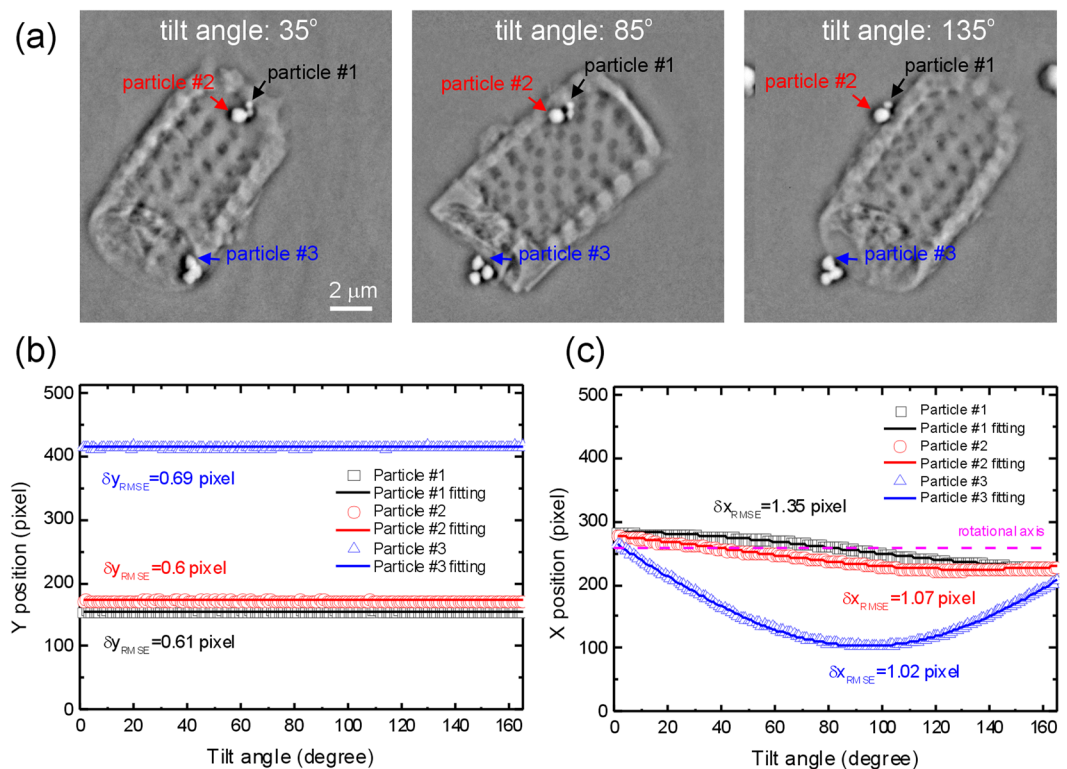 (a)
tilt angle: 35°
particle #1
particle #2
particle #3
2 μm
tilt angle: 85°
particle #1
particle #2
particle #3
tilt angle: 135°
particle #1
particle #2
particle #3
(b)
500
400
300
200
100
0
Y position (pixel)
δyRMSE=0.69 pixel
Particle #1
Particle #1 fitting
Particle #2
Particle #2 fitting
Particle #3
Particle #3 fitting
δyRMSE=0.6 pixel
δyRMSE=0.61 pixel
0 20 40 60 80 100 120 140 160
Tilt angle (degree)
(c)
500
400
300
200
100
0
X position (pixel)
Particle #1
Particle #1 fitting
Particle #2
Particle #2 fitting
Particle #3
Particle #3 fitting
δxRMSE=1.35 pixel
rotational axis
δxRMSE=1.07 pixel
δxRMSE=1.02 pixel
0 20 40 60 80 100 120 140 160
Tilt angle (degree)